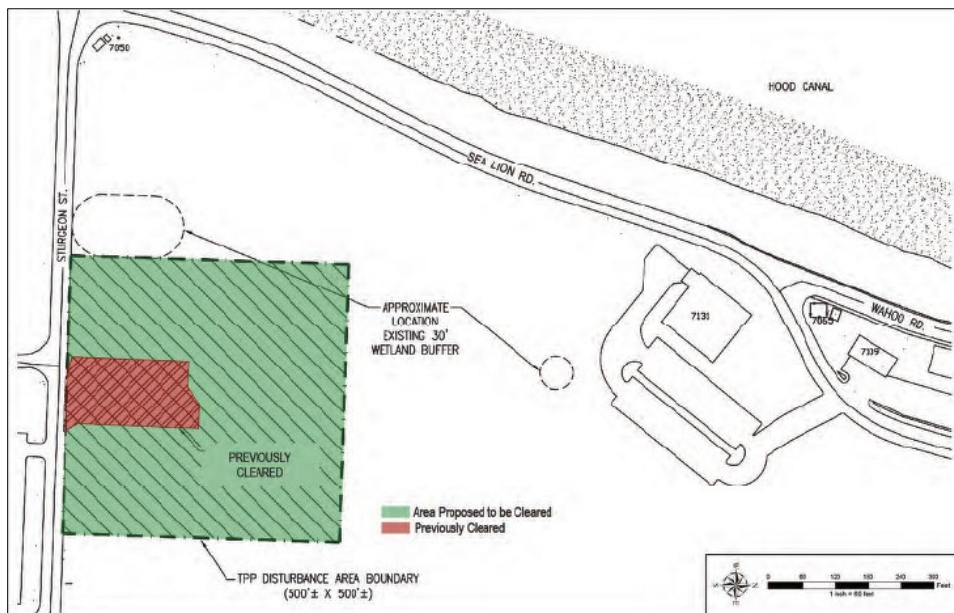 7050
HOOD CANAL
SEA LION RD.
STURGEON ST.
APPROXIMATE
LOCATION
EXISTING 30'
WETLAND BUFFER
7131
7065
WAHOO RD.
PREVIOUSLY
CLEARED
Area Proposed to be Cleared
Previously Cleared
TPP DISTURBANCE AREA BOUNDARY
(500'± X 500'±)
0 60 120 180 240 300
Feet
1 inch = 60 feet